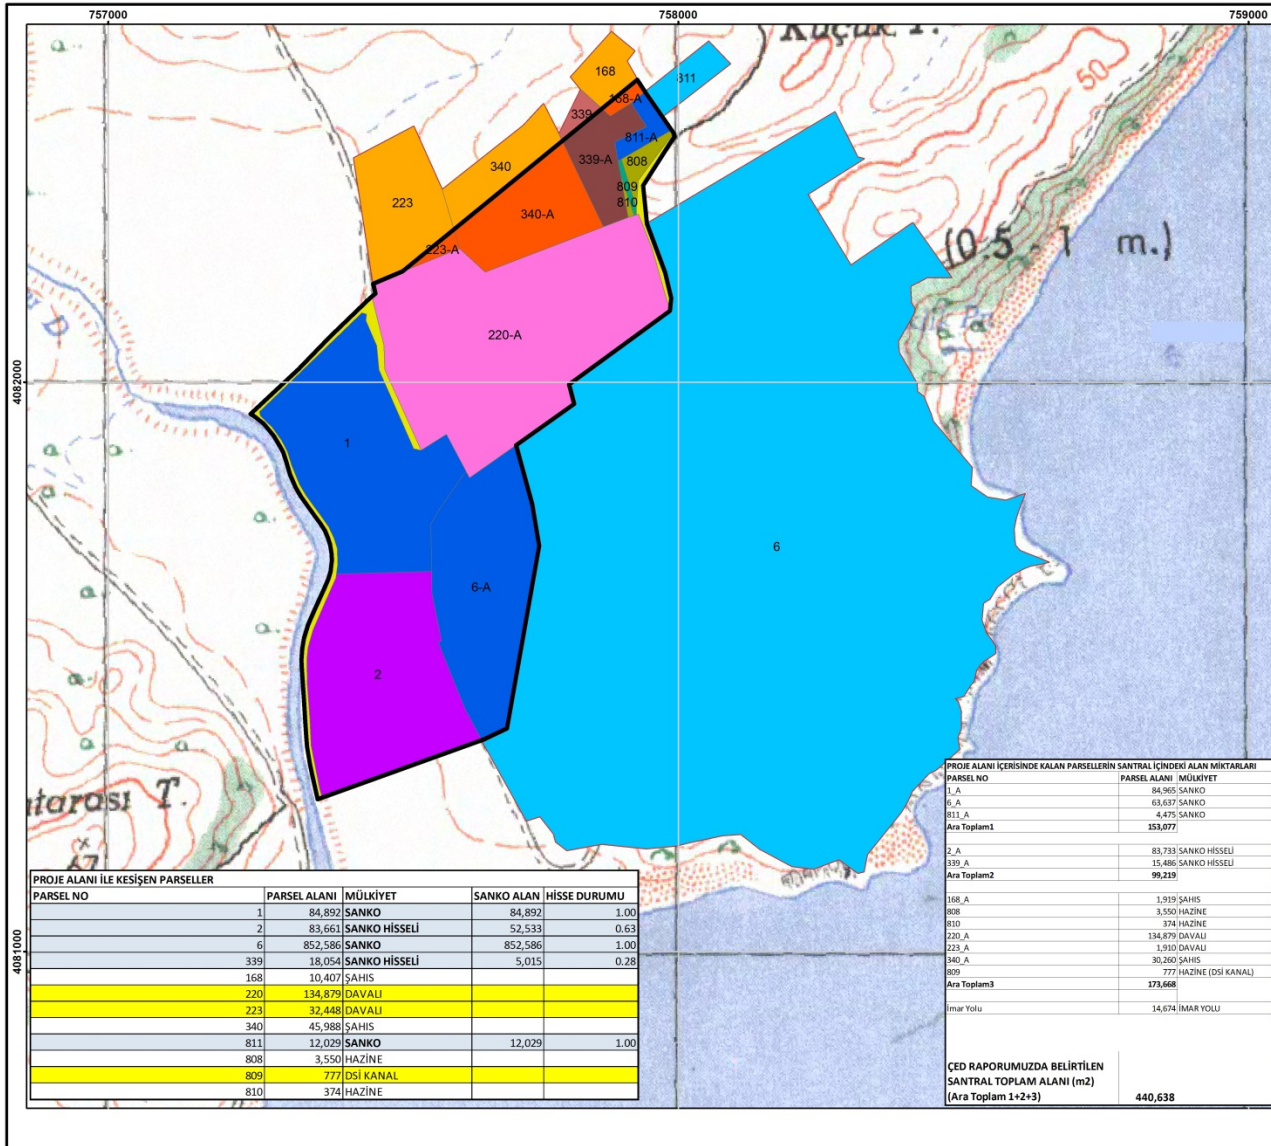 757000 758000 759000
Küçük T.
50
168
811
168-A
339
811-A
340
339-A
808
809
223
810
340-A
(0.5 - 1 m.)
223-A
220-A
D
4082000
1
6
6-A
2
tarası T.
4081000
PROJE ALANI İÇERİSİNDE KALAN PARSELLERİN SANTRAL İÇİNDEKİ ALAN MİKTARLARI
PARSEL NO PARSEL ALANI MÜLKİYET
1_A 84,965 SANKO
6_A 63,637 SANKO
811_A 4,475 SANKO
Ara Toplam1 153,077
2_A 83,733 SANKO HİSSELİ
339_A 15,486 SANKO HİSSELİ
Ara Toplam2 99,219
168_A 1,919 ŞAHIS
808 3,550 HAZİNE
810 374 HAZİNE
220_A 134,879 DAVALI
223_A 1,910 DAVALI
340_A 30,260 ŞAHIS
809 777 HAZİNE (DSİ KANAL)
Ara Toplam3 173,668
İmar Yolu 14,674 İMAR YOLU
ÇED RAPORUMUZDA BELİRTİLEN
SANTRAL TOPLAM ALANI (m2)
(Ara Toplam 1+2+3) 440,638
PROJE ALANI İLE KESİŞEN PARSELLER
PARSEL NO PARSEL ALANI MÜLKİYET SANKO ALAN HİSSE DURUMU
1 84,892 SANKO 84,892 1.00
2 83,661 SANKO HİSSELİ 52,533 0.63
6 852,586 SANKO 852,586 1.00
339 18,054 SANKO HİSSELİ 5,015 0.28
168 10,407 ŞAHIS
220 134,879 DAVALI
223 32,448 DAVALI
340 45,988 ŞAHIS
811 12,029 SANKO 12,029 1.00
808 3,550 HAZİNE
809 777 DSİ KANAL
810 374 HAZİNE